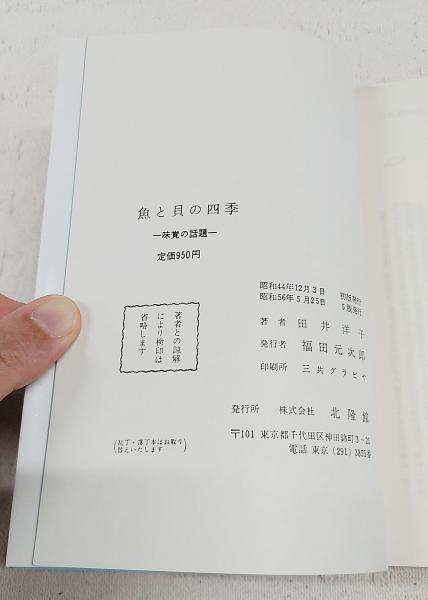 魚と貝の四季
―味覚の話題―
定価950円
昭和44年12月3日 初版発行
昭和56年5月25日 5版発行
著者 田井洋子
発行者 福田元次郎
印刷所 三共グラビヤ
発行所 株式会社 北隆館
〒101 東京都千代田区神田錦町3-25
電話 東京(291)3855番
著者との諒解
により検印は
省略します
(乱丁・落丁本はお取り
替えいたします)